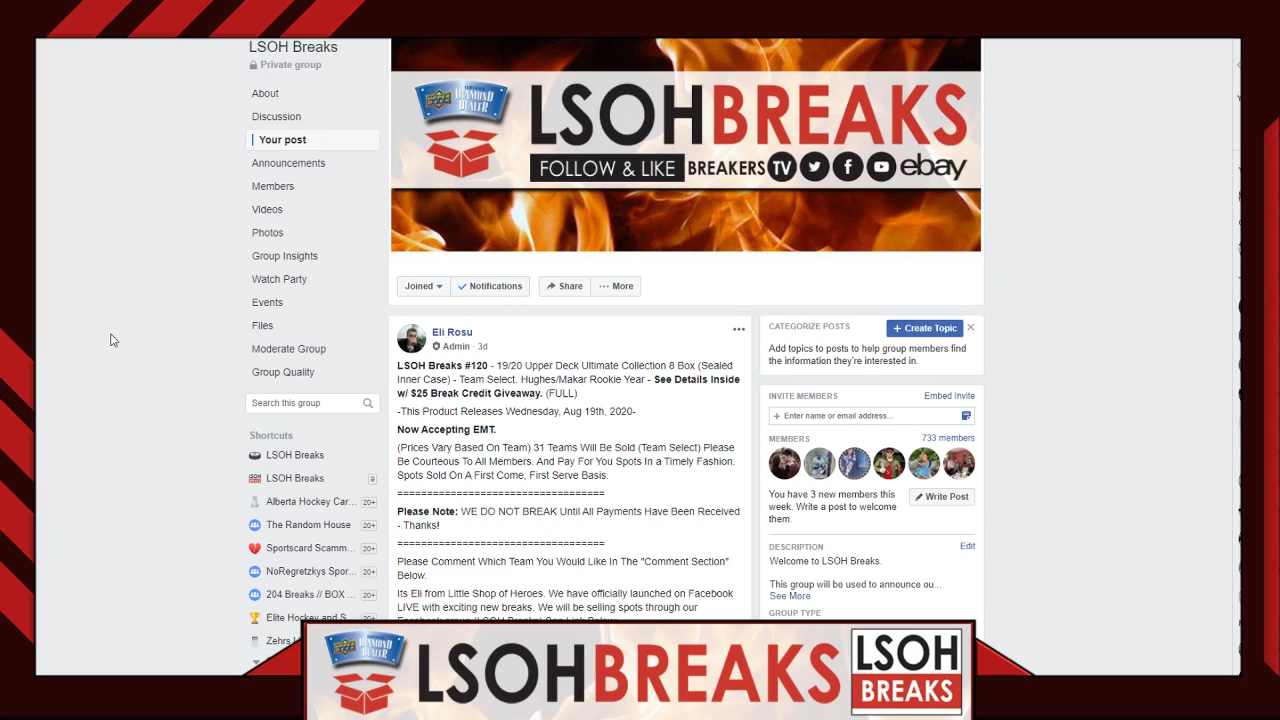 LSOH Breaks
Private group
About
Discussion
Your post
Announcements
Members
Videos
Photos
Group Insights
Watch Party
Events
Files
Moderate Group
Group Quality
Search this group
Shortcuts
LSOH Breaks
LSOH Breaks 9
Alberta Hockey Car... 20+
The Random House 20+
Sportscard Scamm... 20+
NoRegretzkys Spor... 20+
204 Breaks // BOX ... 20+
Elite Hockey and S... 20+
Zehrs
DIAMOND
DEALER
LSOHBREAKS
FOLLOW & LIKE BREAKERS TV ebay
Joined Notifications Share ··· More
Eli Rosu
Admin · 3d
LSOH Breaks #120 - 19/20 Upper Deck Ultimate Collection 8 Box (Sealed
Inner Case) - Team Select. Hughes/Makar Rookie Year - See Details Inside
w/ $25 Break Credit Giveaway. (FULL)
-This Product Releases Wednesday, Aug 19th, 2020-
Now Accepting EMT.
(Prices Vary Based On Team) 31 Teams Will Be Sold (Team Select) Please
Be Courteous To All Members. And Pay For You Spots In a Timely Fashion.
Spots Sold On A First Come, First Serve Basis.
===================================
Please Note: WE DO NOT BREAK Until All Payments Have Been Received
- Thanks!
===================================
Please Comment Which Team You Would Like In The "Comment Section"
Below.
Its Eli from Little Shop of Heroes. We have officially launched on Facebook
LIVE with exciting new breaks. We will be selling spots through our
CATEGORIZE POSTS + Create Topic
Add topics to posts to help group members find
the information they're interested in.
INVITE MEMBERS Embed Invite
+ Enter name or email address...
MEMBERS 733 members
You have 3 new members this
week. Write a post to welcome
them.
Write Post
DESCRIPTION Edit
Welcome to LSOH Breaks.
This group will be used to announce ou...
See More
GROUP TYPE
DIAMOND
DEALER
LSOHBREAKS
LSOH
BREAKS